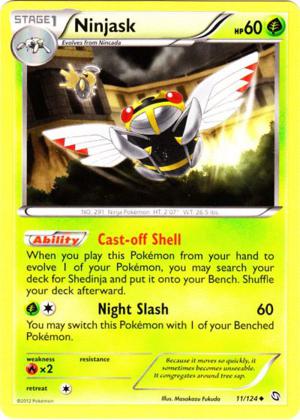 STAGE1
Ninjask
HP60
Evolves from Nincada
NO. 291 Ninja Pokémon HT. 2'07" WT. 26.5 lbs.
Ability Cast-off Shell
When you play this Pokémon from your hand to
evolve 1 of your Pokémon, you may search your
deck for Shedinja and put it onto your Bench. Shuffle
your deck afterward.
Night Slash 60
You may switch this Pokémon with 1 of your Benched
Pokémon.
weakness resistance
×2
retreat
Because it moves so quickly, it
sometimes becomes unseeable.
It congregates around tree sap.
©2012 Pokémon
Illus. Masakazu Fukuda
11/124